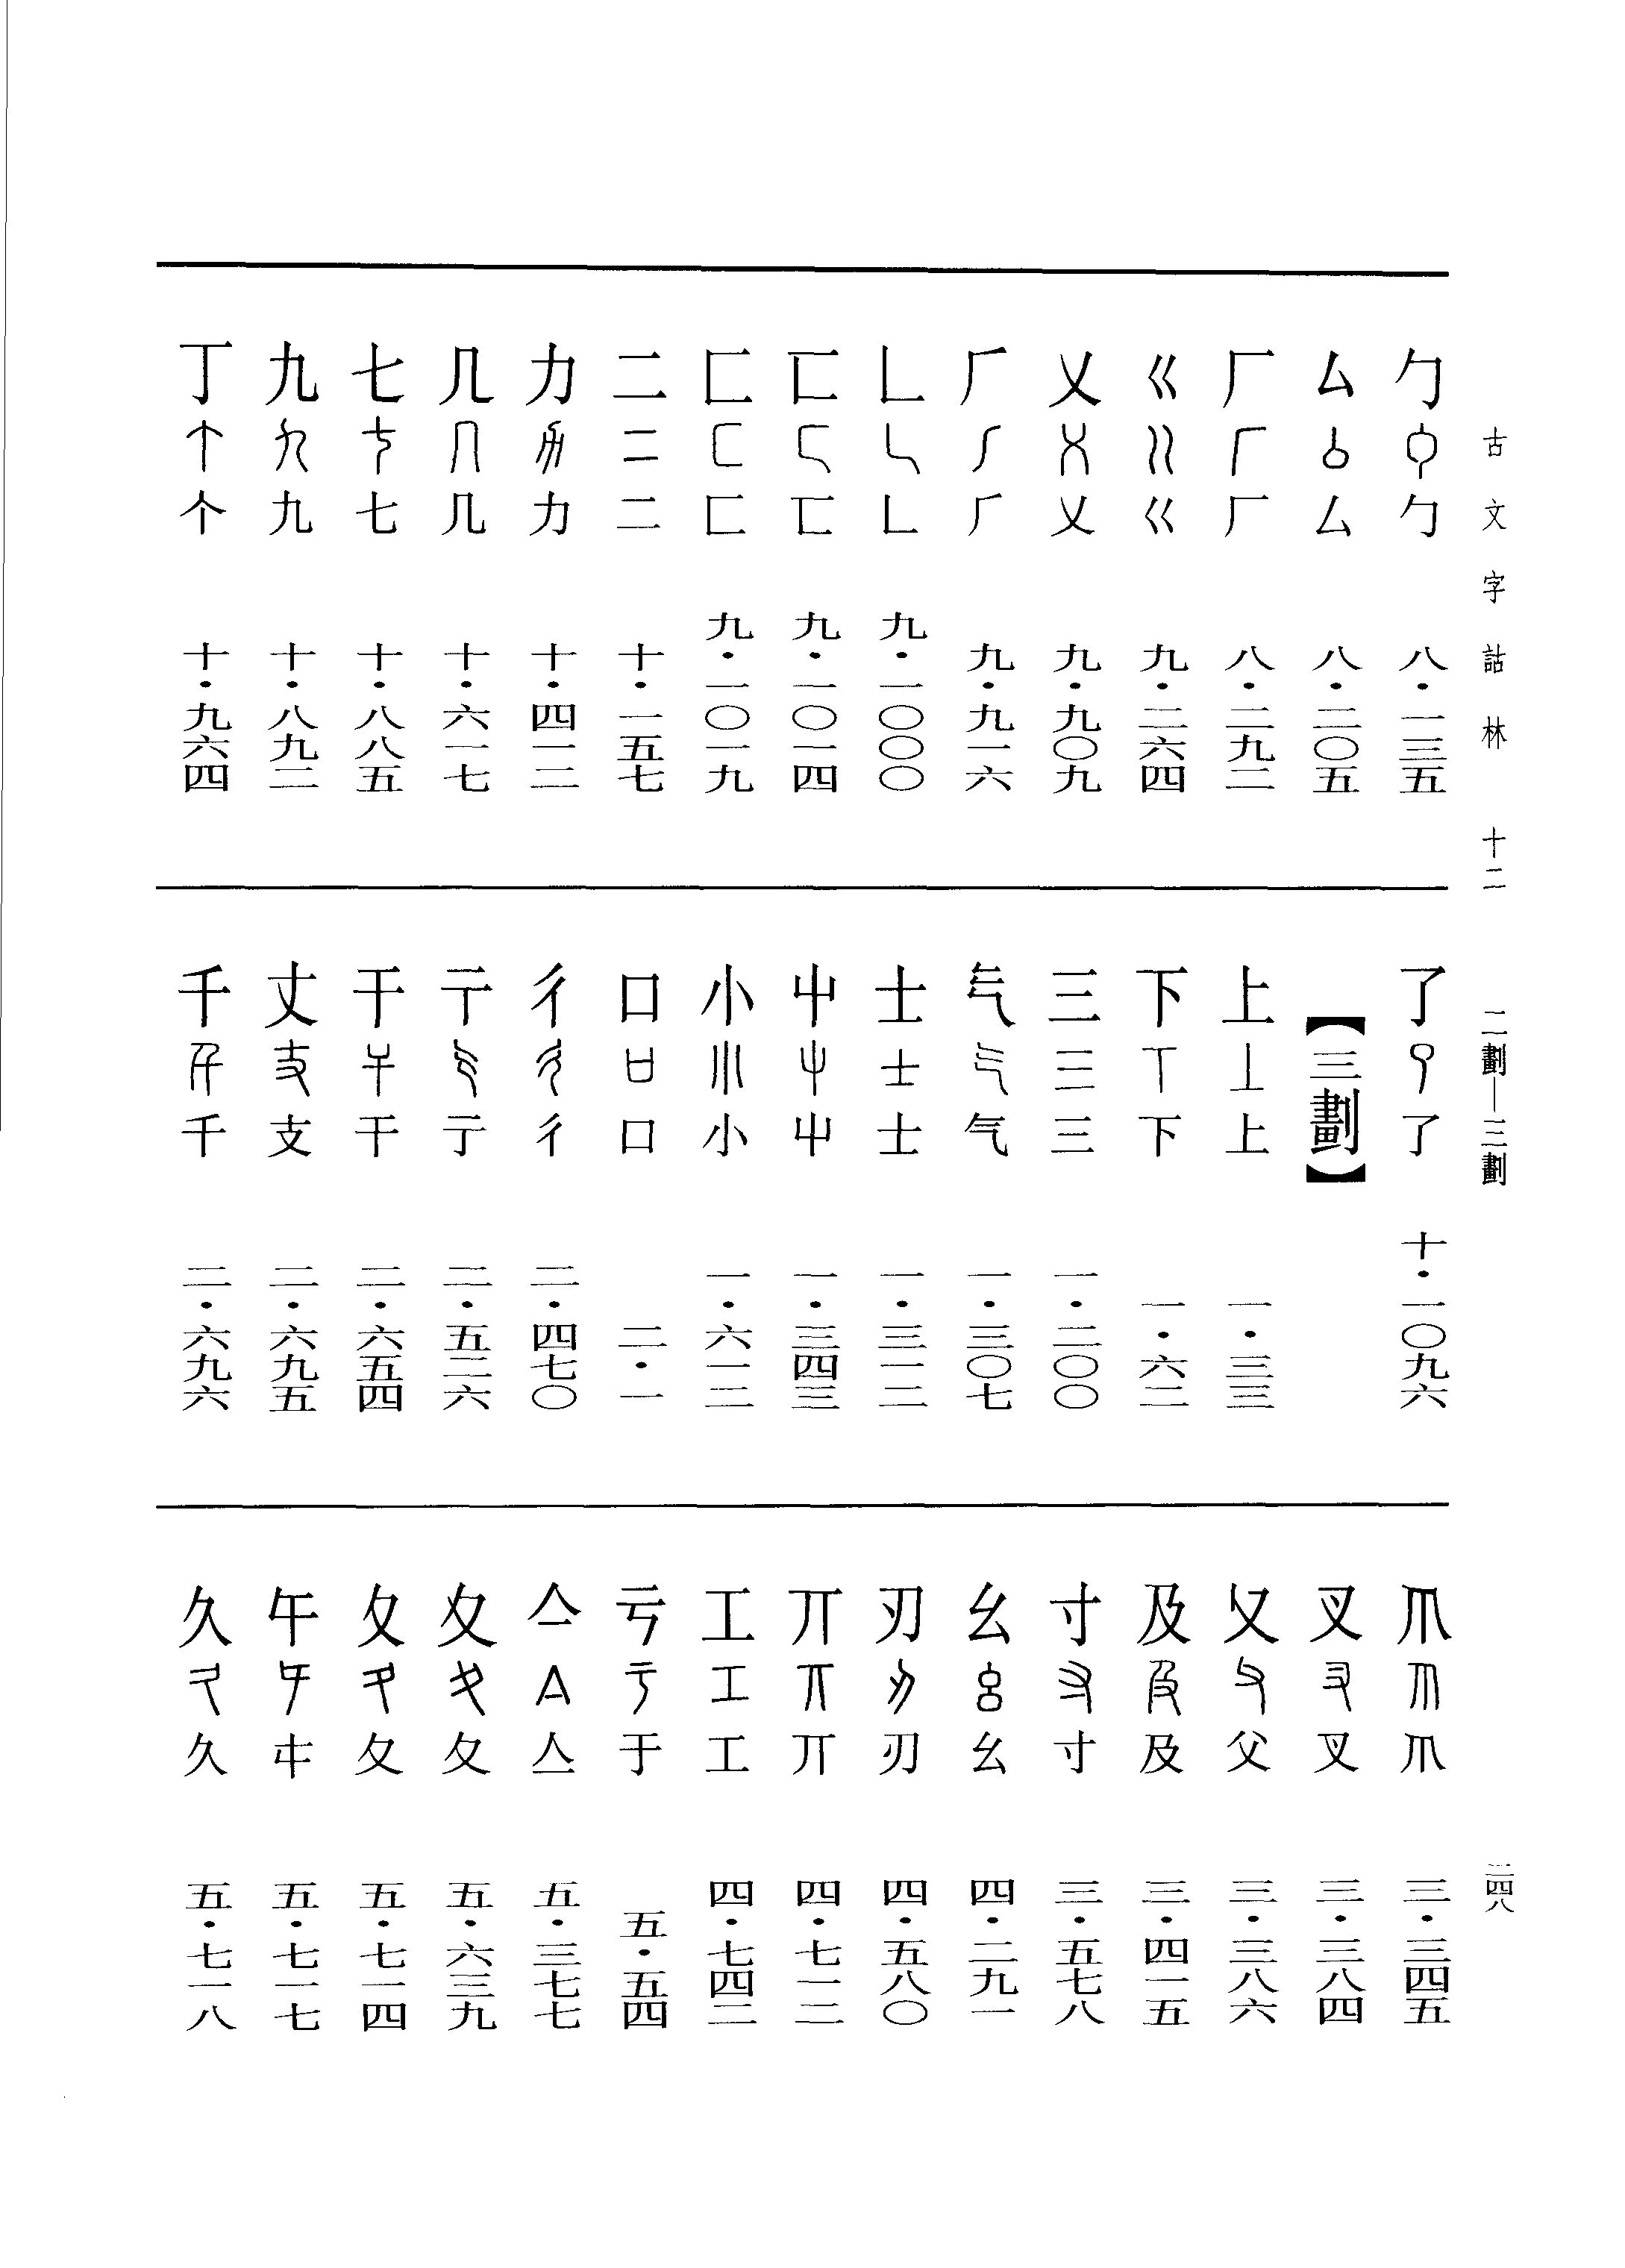 古文字詁林 十二 二劃—三劃 三四八
勹 勹 八·一三五
厶 厶 八·二〇五
厂 厂 八·二九二
巜 巜 九·二六四
乂 乂 九·九〇九
厂 厂 九·九一六
乚 乚 九·一〇〇〇
匸 匸 九·一〇一四
匚 匚 九·一〇一九
二 二 十·一五七
力 力 十·四一二
几 几 十·六一七
七 七 十·八八五
九 九 十·八九二
丁 个 十·九六四
了 了 十·一〇九六
【三劃】
上 上 一·三三
下 下 一·六二
三 三 一·二〇〇
气 气 一·三〇七
士 士 一·三一二
屮 屮 一·三四三
小 小 一·六一二
口 口 二·一
彳 彳 二·四七〇
亍 亍 二·五二六
干 干 二·六五四
丈 支 二·六九五
千 千 二·六九六
爪 爪 三·三四五
叉 叉 三·三八四
父 三·三八六
及 及 三·四一五
寸 寸 三·五七八
幺 幺 四·二九一
刃 刃 四·五八〇
丌 丌 四·七一二
工 工 四·七四二
亏 于 五·五四
亼 亼 五·三七七
夊 夊 五·六三九
夂 夂 五·七一四
㐄 五·七一七
久 久 五·七一八